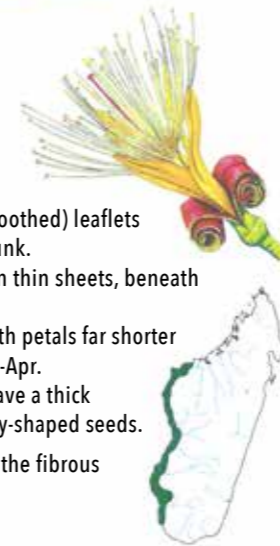 oothed) leaflets
unk.
n thin sheets, beneath
th petals far shorter
-Apr.
ave a thick
y-shaped seeds.
the fibrous